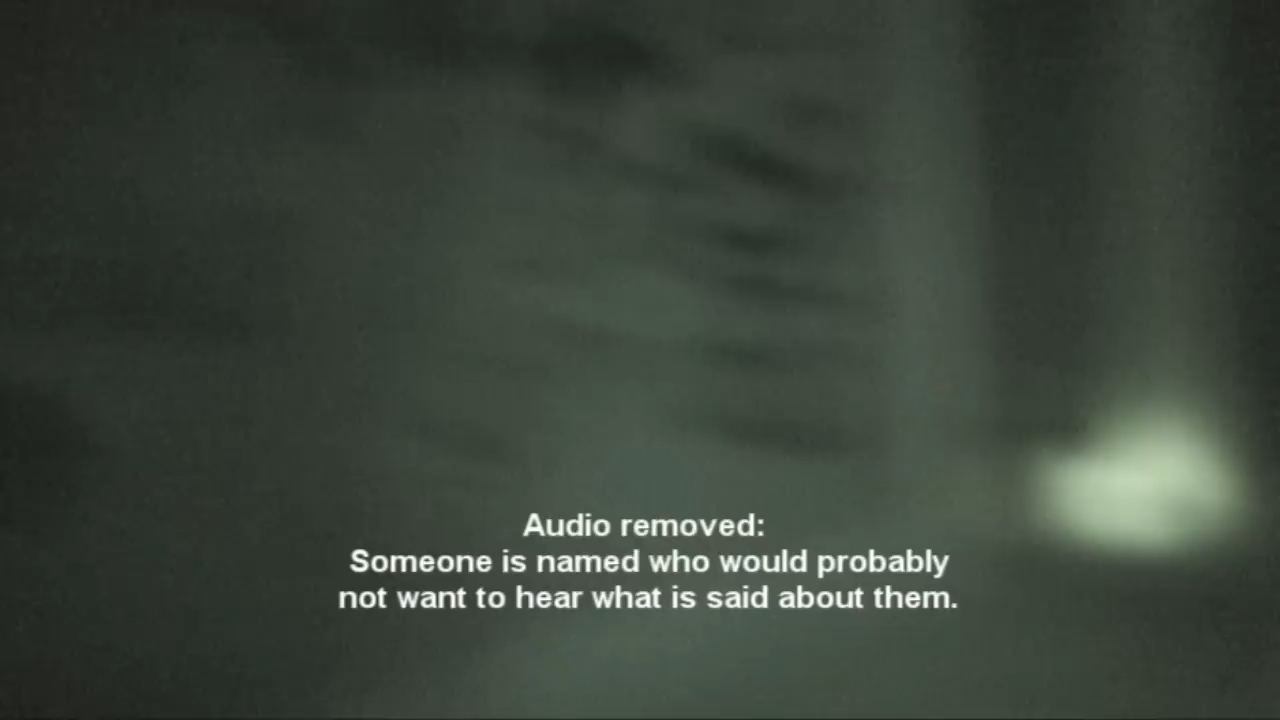 Audio removed:
Someone is named who would probably
not want to hear what is said about them.